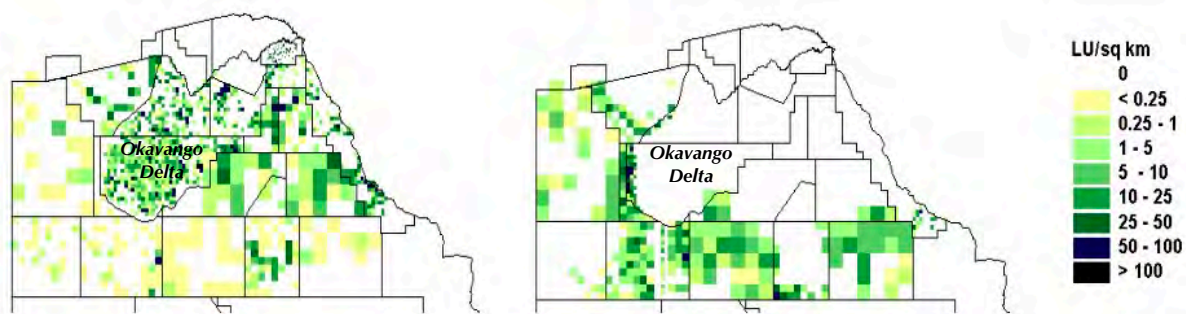 Okavango
Delta
Okavango
Delta
LU/sq km
0
< 0.25
0.25 - 1
1 - 5
5 - 10
10 - 25
25 - 50
50 - 100
> 100